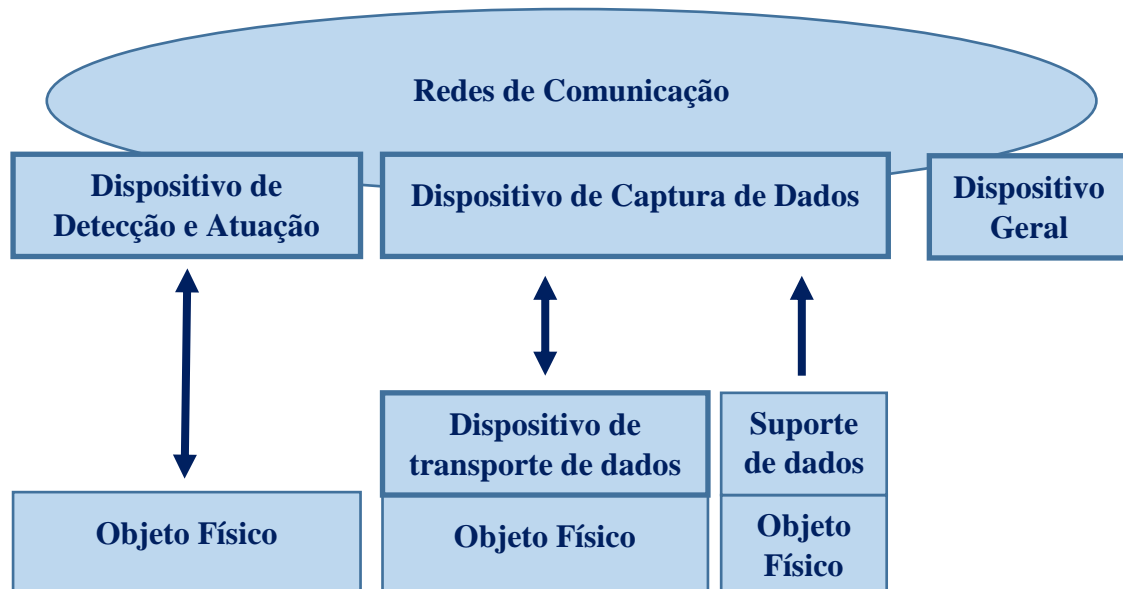 Redes de Comunicação
Dispositivo de
Detecção e Atuação
Dispositivo de Captura de Dados
Dispositivo
Geral
Dispositivo de
transporte de dados
Suporte
de dados
Objeto Físico
Objeto Físico
Objeto
Físico